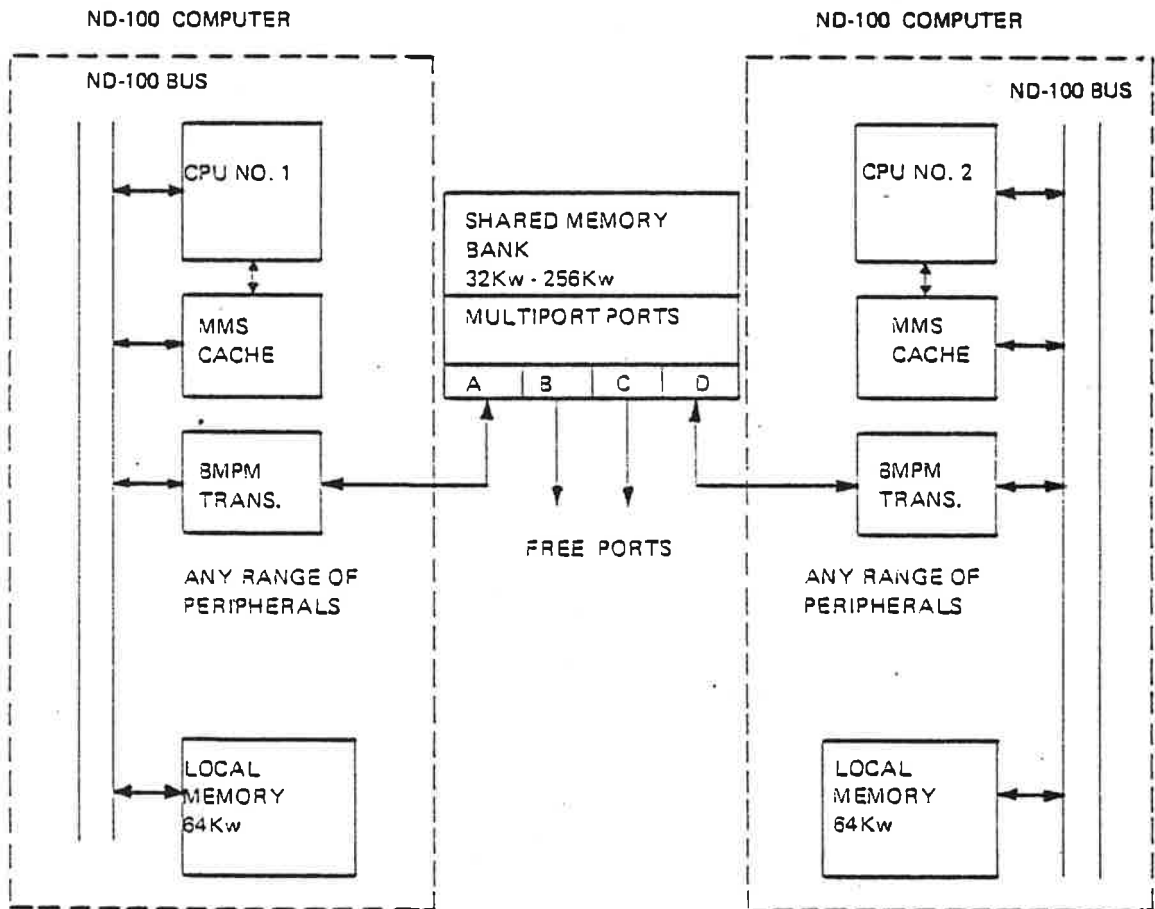 ND-100 COMPUTER
ND-100 BUS
CPU NO. 1
MMS
CACHE
BMPM
TRANS.
ANY RANGE OF
PERIPHERALS
LOCAL
MEMORY
64Kw
SHARED MEMORY
BANK
32Kw - 256Kw
MULTIPORT PORTS
A B C D
FREE PORTS
ND-100 COMPUTER
ND-100 BUS
CPU NO. 2
MMS
CACHE
BMPM
TRANS.
ANY RANGE OF
PERIPHERALS
LOCAL
MEMORY
64Kw